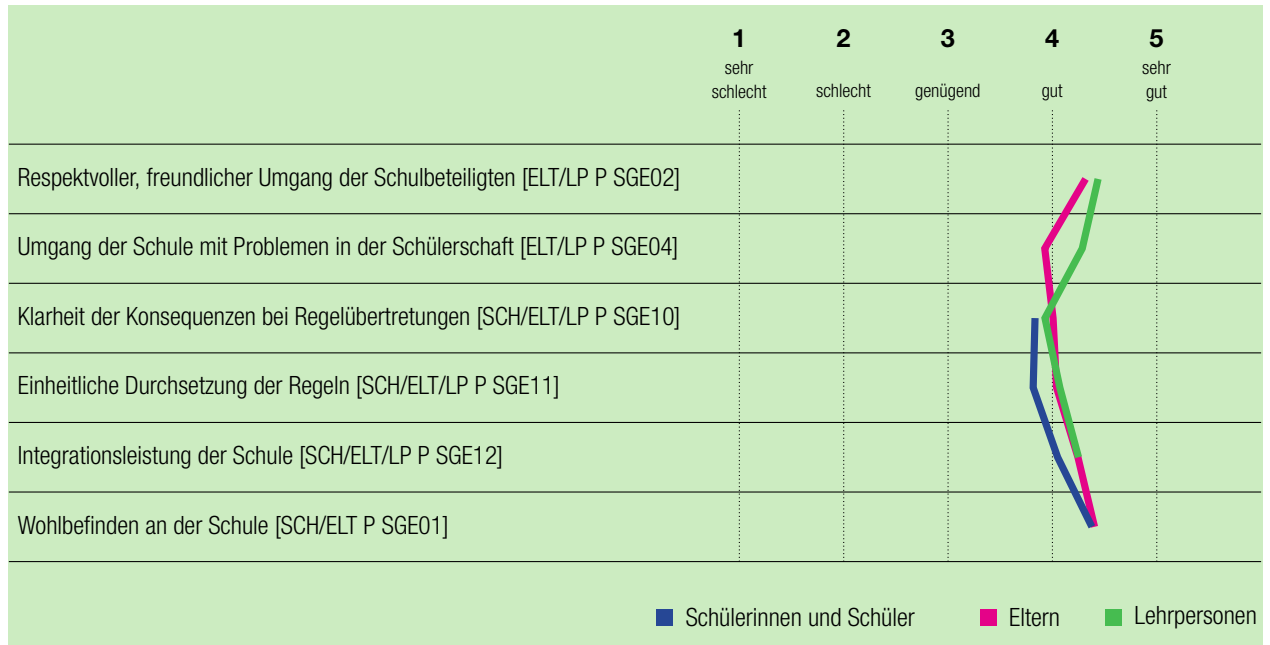 1 2 3 4 5
sehr schlecht schlecht genügend gut sehr gut
Respektvoller, freundlicher Umgang der Schulbeteiligten [ELT/LP P SGE02]
Umgang der Schule mit Problemen in der Schülerschaft [ELT/LP P SGE04]
Klarheit der Konsequenzen bei Regelübertretungen [SCH/ELT/LP P SGE10]
Einheitliche Durchsetzung der Regeln [SCH/ELT/LP P SGE11]
Integrationsleistung der Schule [SCH/ELT/LP P SGE12]
Wohlbefinden an der Schule [SCH/ELT P SGE01]
Schülerinnen und Schüler Eltern Lehrpersonen